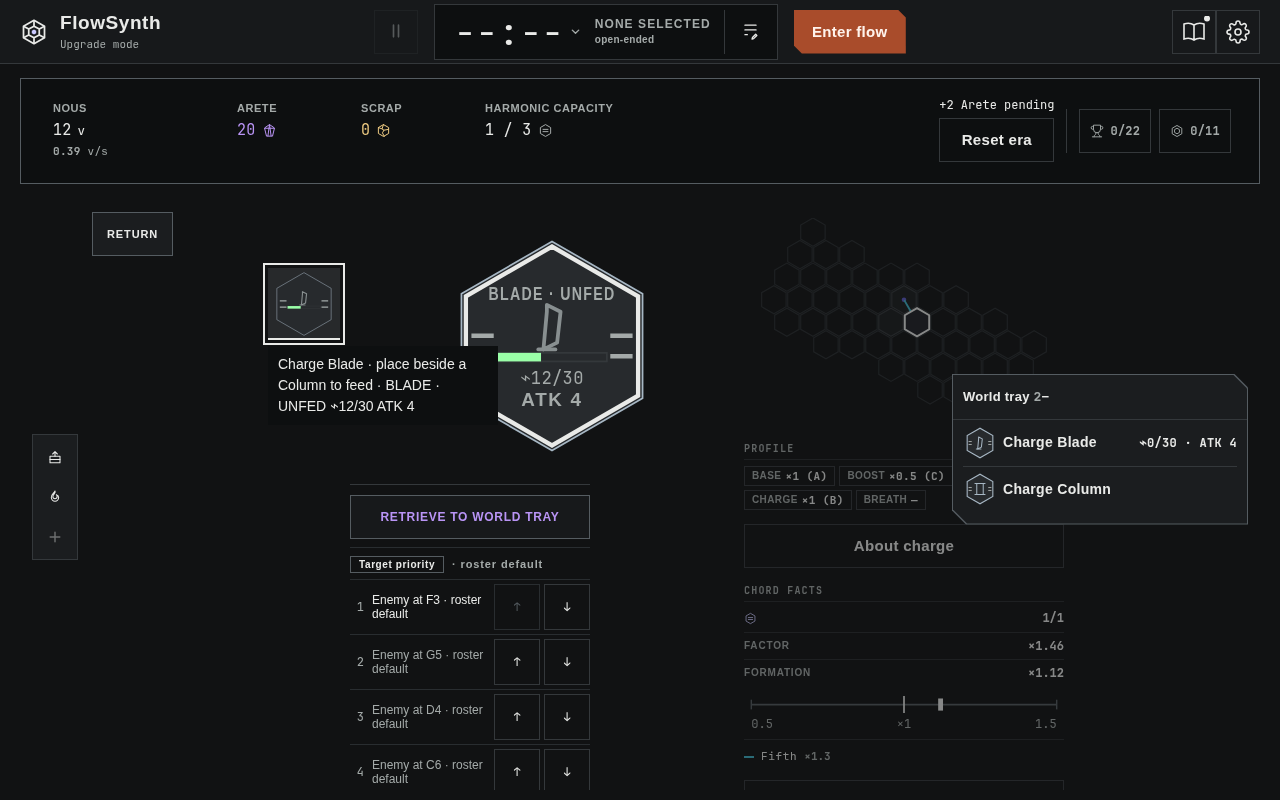 FlowSynth
Upgrade mode
– – : – –
NONE SELECTED
open-ended
Enter flow
NOUS
12 v
0.39 v/s
ARETE
20
SCRAP
0
HARMONIC CAPACITY
1 / 3
+2 Arete pending
Reset era
0/22
0/11
RETURN
BLADE · UNFED
⌁12/30
ATK 4
Charge Blade · place beside a
Column to feed · BLADE ·
UNFED ⌁12/30 ATK 4
RETRIEVE TO WORLD TRAY
Target priority · roster default
1 Enemy at F3 · roster
default
2 Enemy at G5 · roster
default
3 Enemy at D4 · roster
default
4 Enemy at C6 · roster
default
World tray 2–
Charge Blade ⌁0/30 · ATK 4
Charge Column
PROFILE
BASE ×1 (A) BOOST ×0.5 (C)
CHARGE ×1 (B) BREATH –
About charge
CHORD FACTS
1/1
FACTOR ×1.46
FORMATION ×1.12
0.5 ×1 1.5
Fifth ×1.3